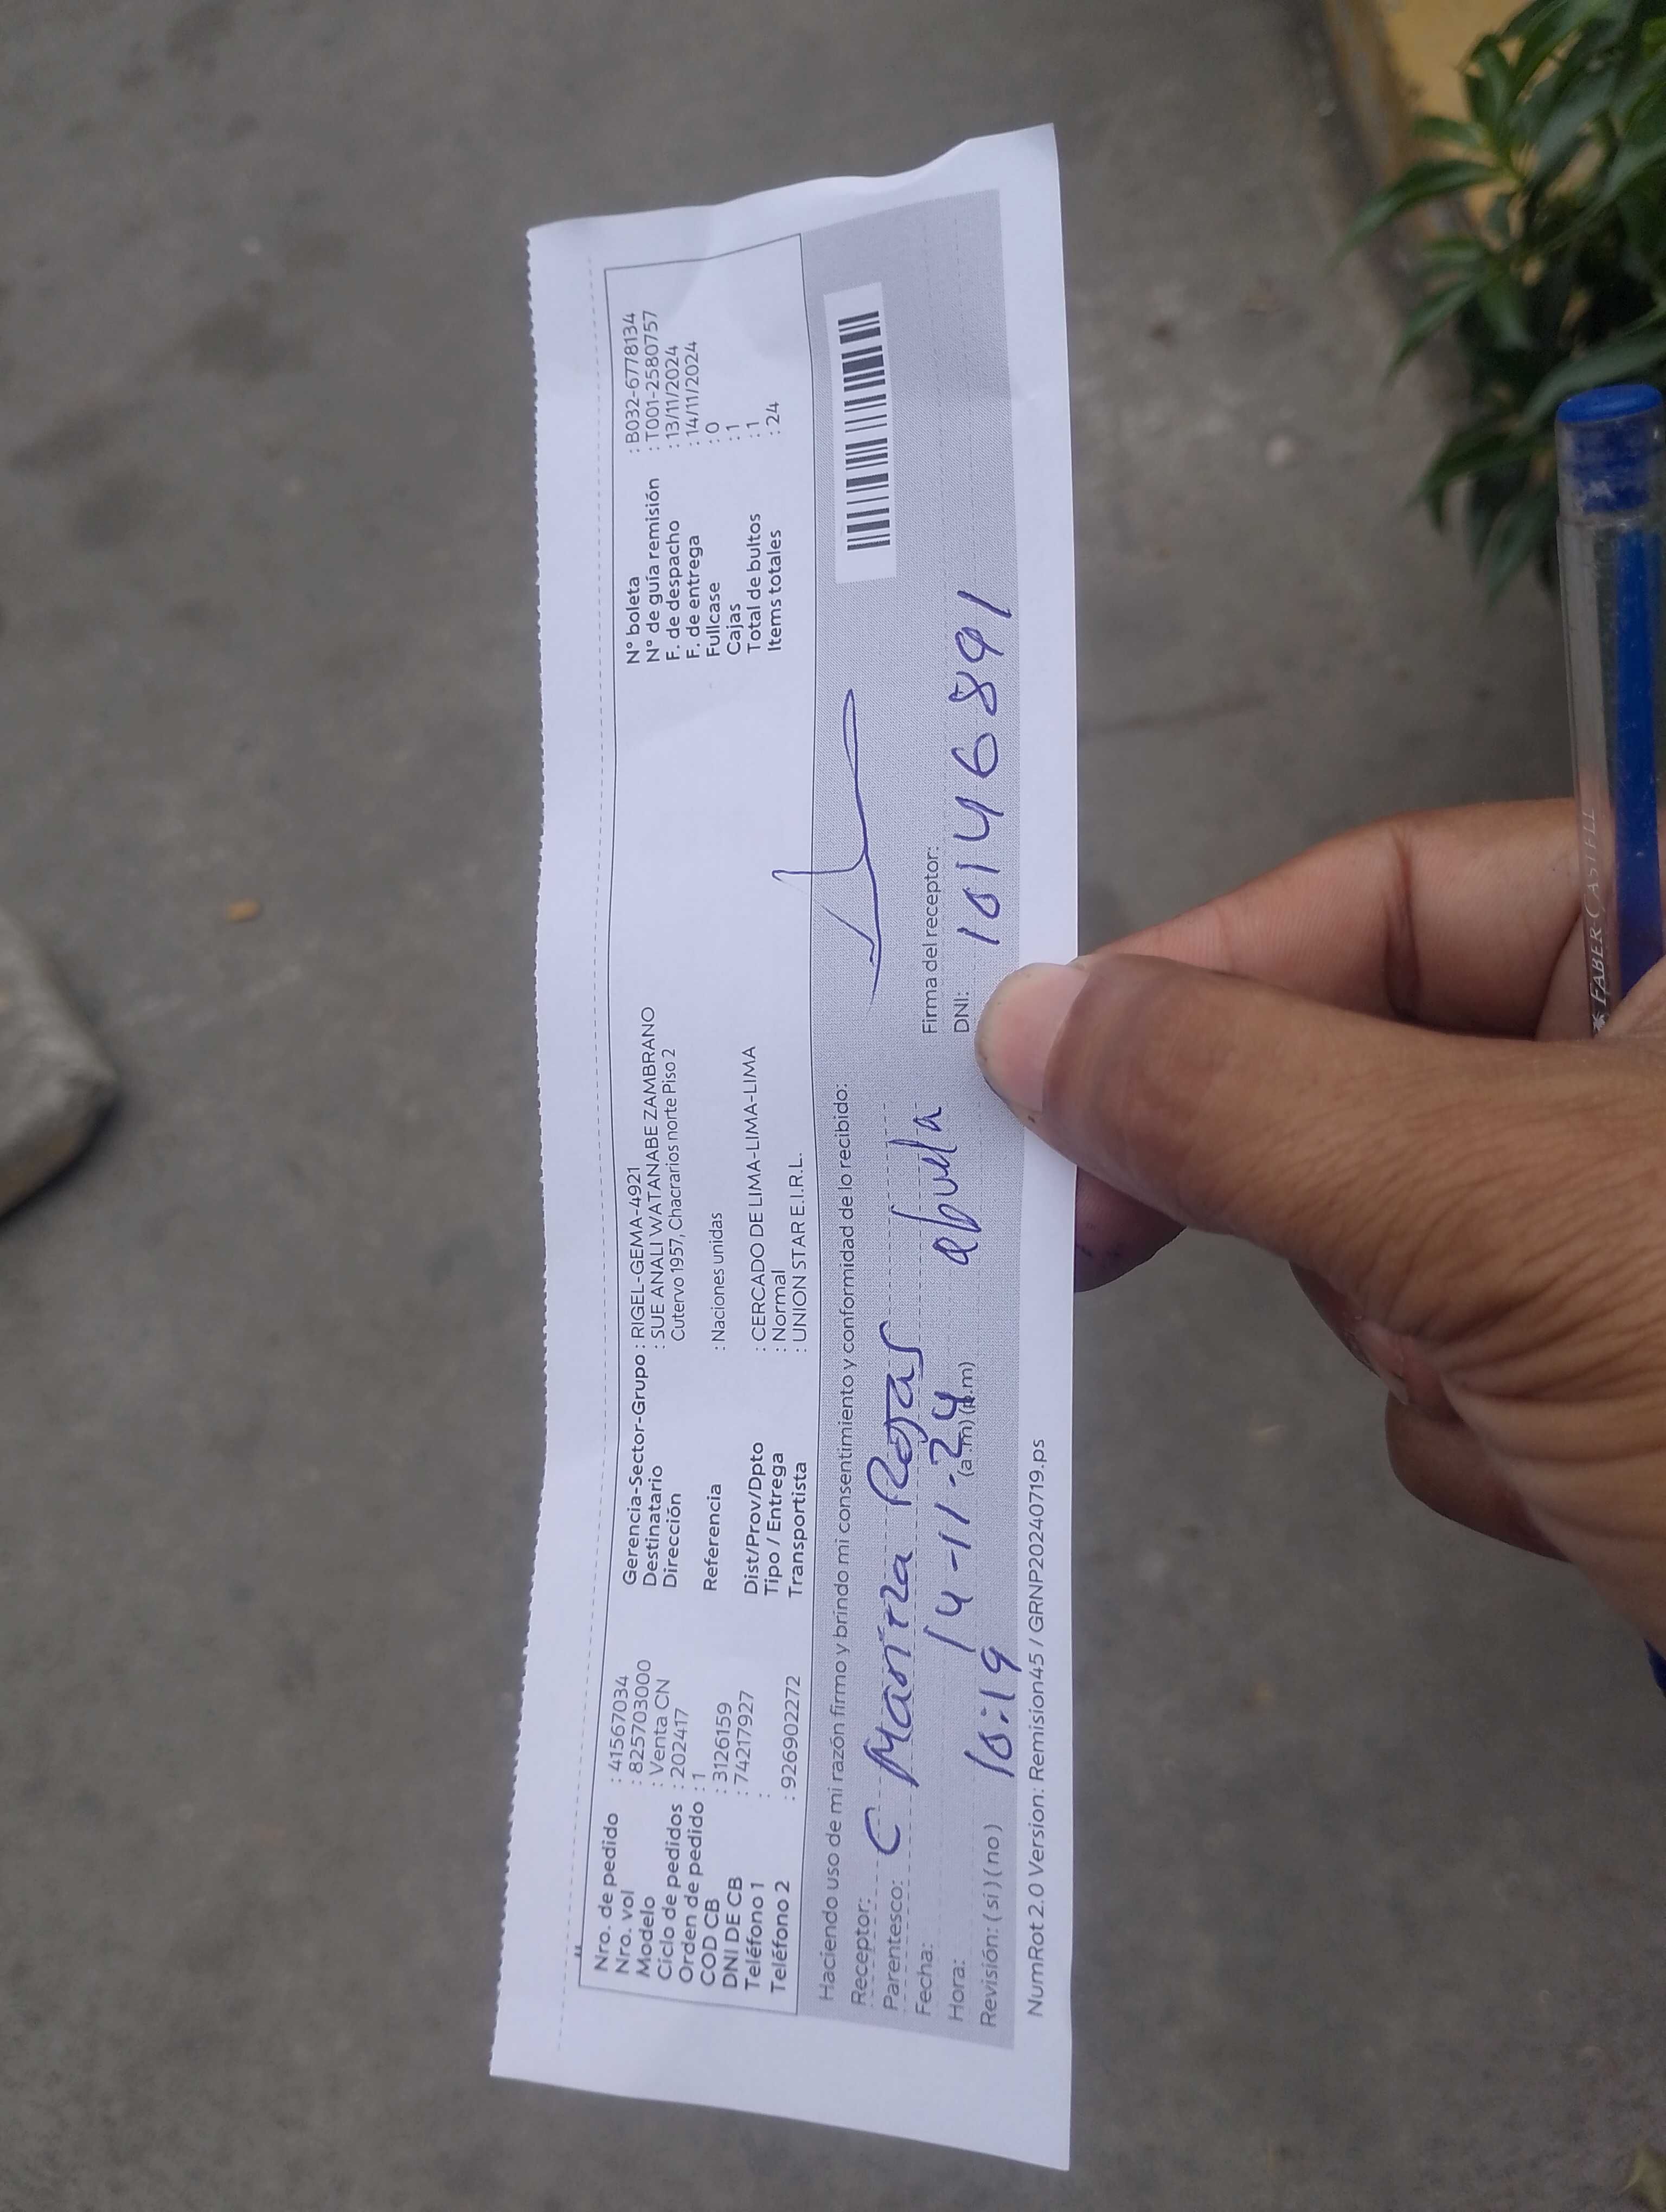 Nro. de pedido : 41567034
Nro. vol : 825703000
Modelo : Venta CN
Ciclo de pedidos : 202417
Orden de pedido : 1
COD CB : 3126159
DNI DE CB : 74217927
Teléfono 1 :
Teléfono 2 : 926902272
Gerencia-Sector-Grupo : RIGEL-GEMA-4921
Destinatario : SUE ANALI WATANABE ZAMBRANO
Dirección Cutervo 1957, Chacrarios norte Piso 2
Referencia : Naciones unidas
Dist/Prov/Dpto : CERCADO DE LIMA-LIMA-LIMA
Tipo / Entrega : Normal
Transportista : UNION STAR E.I.R.L.
N° boleta : B032-6778134
N° de guía remisión : T001-2580757
F. de despacho : 13/11/2024
F. de entrega : 14/11/2024
Fullcase : 0
Cajas : 1
Total de bultos : 1
Items totales : 24
Haciendo uso de mi razón firmo y brindo mi consentimiento y conformidad de lo recibido:
Receptor: C Maritza Rojas
Parentesco: abuela
Fecha: 14-11-24
Hora: 10:19 (a.m) (p.m)
Revisión: ( si ) ( no )
Firma del receptor:
DNI: 10146891
NumRot 2.0 Version: Remision45 / GRNP20240719.ps
FABER-CASTELL